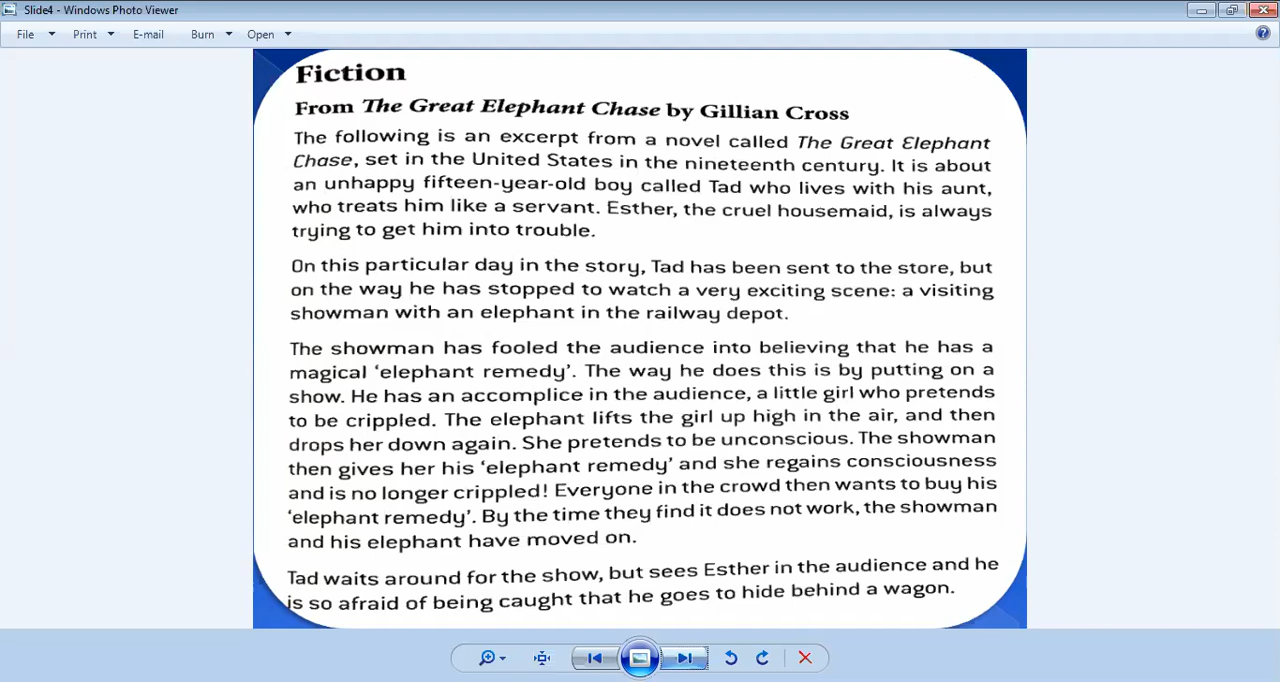 Slide4 - Windows Photo Viewer
File Print E-mail Burn Open
Fiction
From The Great Elephant Chase by Gillian Cross
The following is an excerpt from a novel called The Great Elephant
Chase, set in the United States in the nineteenth century. It is about
an unhappy fifteen-year-old boy called Tad who lives with his aunt,
who treats him like a servant. Esther, the cruel housemaid, is always
trying to get him into trouble.
On this particular day in the story, Tad has been sent to the store, but
on the way he has stopped to watch a very exciting scene: a visiting
showman with an elephant in the railway depot.
The showman has fooled the audience into believing that he has a
magical ‘elephant remedy’. The way he does this is by putting on a
show. He has an accomplice in the audience, a little girl who pretends
to be crippled. The elephant lifts the girl up high in the air, and then
drops her down again. She pretends to be unconscious. The showman
then gives her his ‘elephant remedy’ and she regains consciousness
and is no longer crippled! Everyone in the crowd then wants to buy his
‘elephant remedy’. By the time they find it does not work, the showman
and his elephant have moved on.
Tad waits around for the show, but sees Esther in the audience and he
is so afraid of being caught that he goes to hide behind a wagon.